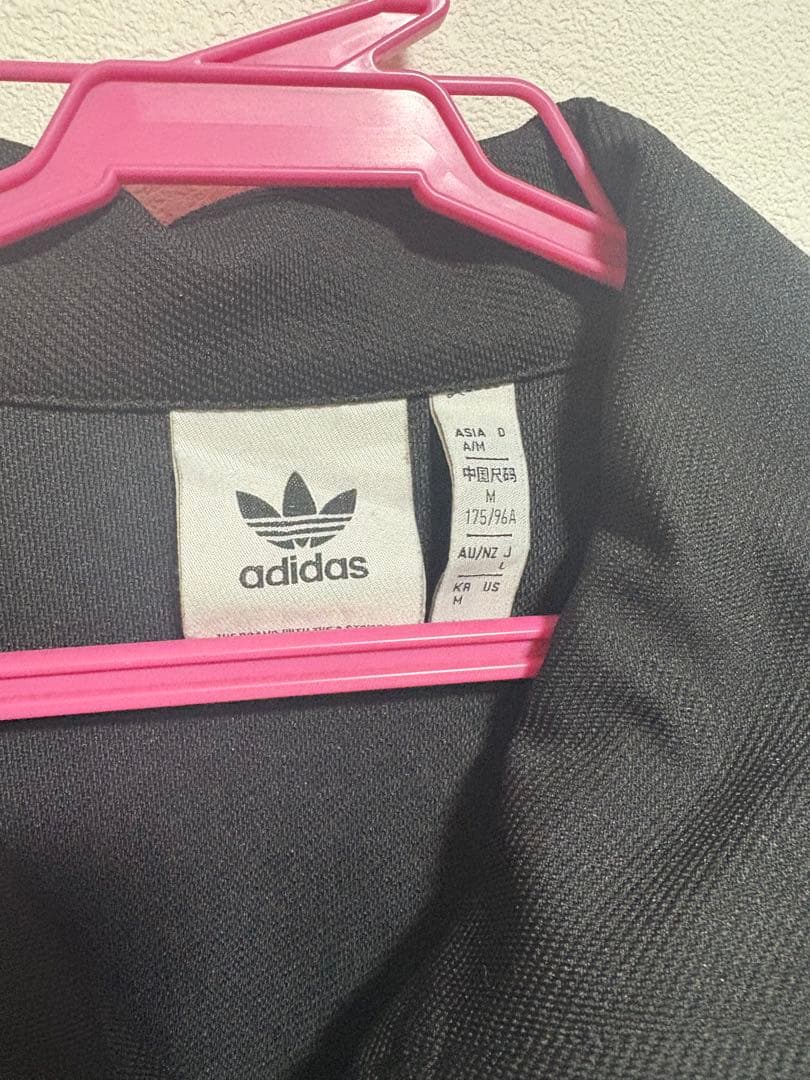 adidas
ASIA D
A/M
中国尺码
M
175/96A
AU/NZ J
L
KR US
M